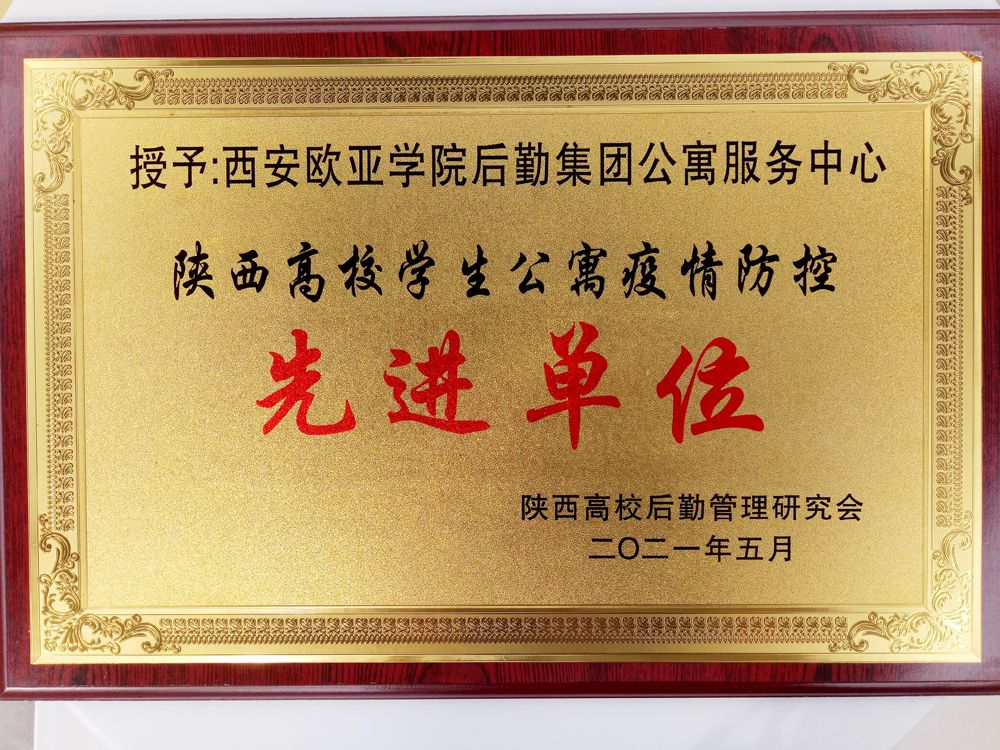 授予:西安欧亚学院后勤集团公寓服务中心
陕西高校学生公寓疫情防控
先进单位
陕西高校后勤管理研究会
二〇二一年五月